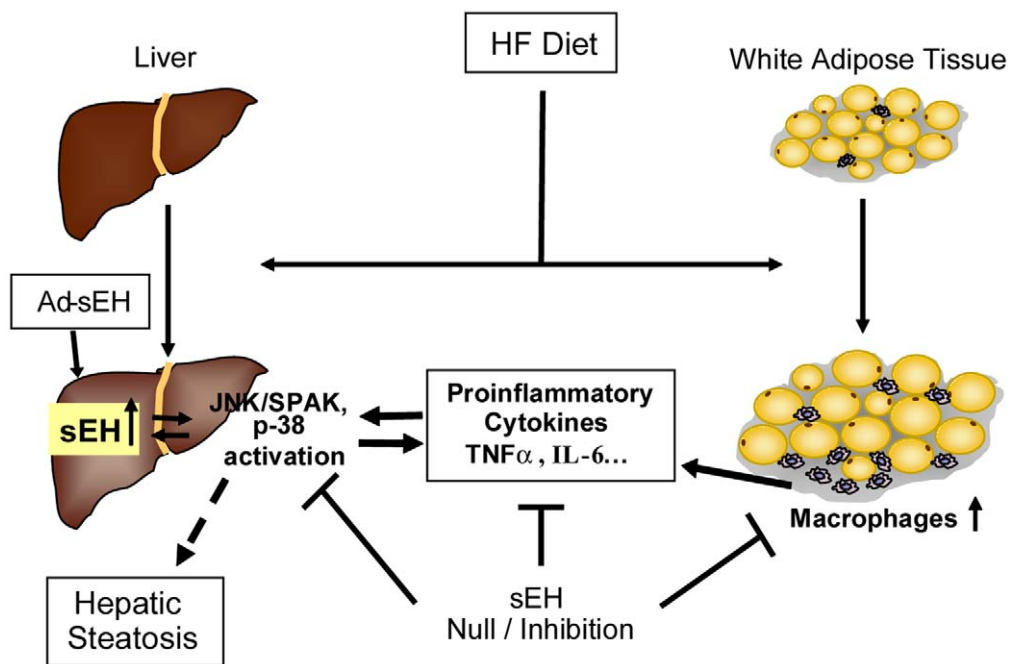 HF Diet
Liver
White Adipose Tissue
Ad-sEH
sEH
JNK/SPAK,
p-38
activation
Proinflammatory
Cytokines
TNFα, IL-6...
Macrophages
Hepatic
Steatosis
sEH
Null / Inhibition